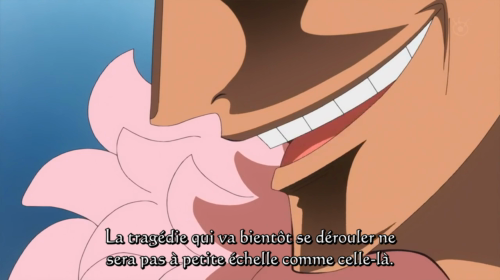 La tragédie qui va bientôt se dérouler ne
sera pas à petite échelle comme celle-là.